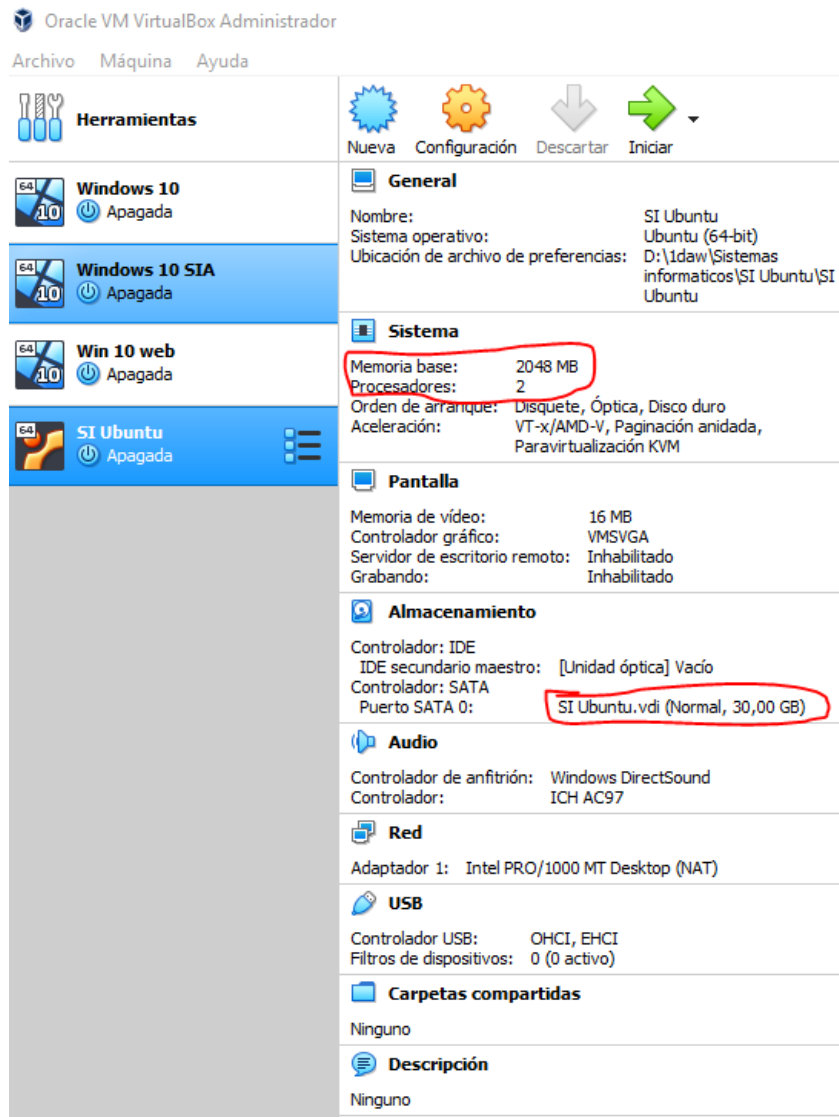 Oracle VM VirtualBox Administrador
Archivo Máquina Ayuda
Herramientas
Nueva Configuración Descartar Iniciar
64
10
Windows 10
Apagada
64
10
Windows 10 SIA
Apagada
64
10
Win 10 web
Apagada
64
SI Ubuntu
Apagada
General
Nombre: SI Ubuntu
Sistema operativo: Ubuntu (64-bit)
Ubicación de archivo de preferencias: D:\1daw\Sistemas
informaticos\SI Ubuntu\SI
Ubuntu
Sistema
Memoria base: 2048 MB
Procesadores: 2
Orden de arranque: Disquete, Óptica, Disco duro
Aceleración: VT-x/AMD-V, Paginación anidada,
Paravirtualización KVM
Pantalla
Memoria de vídeo: 16 MB
Controlador gráfico: VMSVGA
Servidor de escritorio remoto: Inhabilitado
Grabando: Inhabilitado
Almacenamiento
Controlador: IDE
IDE secundario maestro: [Unidad óptica] Vacío
Controlador: SATA
Puerto SATA 0: SI Ubuntu.vdi (Normal, 30,00 GB)
Audio
Controlador de anfitrión: Windows DirectSound
Controlador: ICH AC97
Red
Adaptador 1: Intel PRO/1000 MT Desktop (NAT)
USB
Controlador USB: OHCI, EHCI
Filtros de dispositivos: 0 (0 activo)
Carpetas compartidas
Ninguno
Descripción
Ninguno